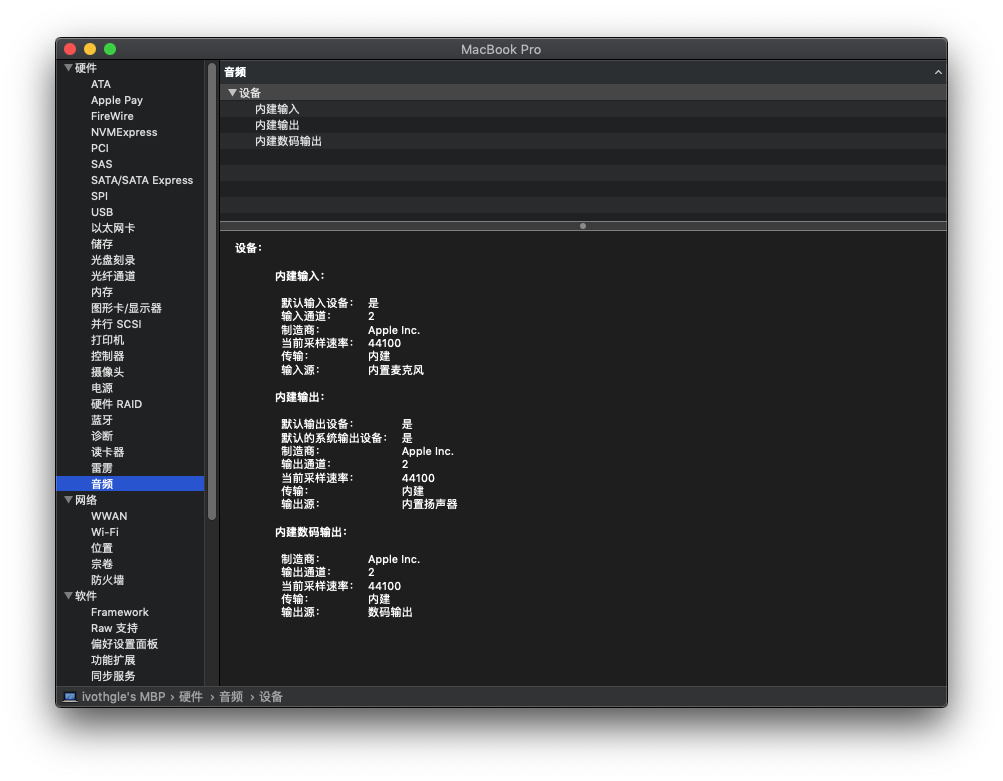 MacBook Pro
硬件
ATA
Apple Pay
FireWire
NVMExpress
PCI
SAS
SATA/SATA Express
SPI
USB
以太网卡
储存
光盘刻录
光纤通道
内存
图形卡/显示器
并行 SCSI
打印机
控制器
摄像头
电源
硬件 RAID
蓝牙
诊断
读卡器
雷雳
音频
网络
WWAN
Wi-Fi
位置
宗卷
防火墙
软件
Framework
Raw 支持
偏好设置面板
功能扩展
同步服务
音频
设备
内建输入
内建输出
内建数码输出
设备：
内建输入：
默认输入设备： 是
输入通道： 2
制造商： Apple Inc.
当前采样速率： 44100
传输： 内建
输入源： 内置麦克风
内建输出：
默认输出设备： 是
默认的系统输出设备： 是
制造商： Apple Inc.
输出通道： 2
当前采样速率： 44100
传输： 内建
输出源： 内置扬声器
内建数码输出：
制造商： Apple Inc.
输出通道： 2
当前采样速率： 44100
传输： 内建
输出源： 数码输出
ivothgle's MBP › 硬件 › 音频 › 设备